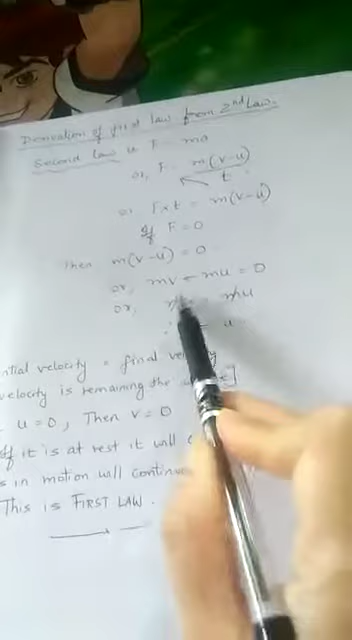 Derivation of first law from 2nd Law.
Second law is F = ma
or, F = m(v-u)
t
or F×t = m(v-u)
If F=0
Then m(v-u) = 0
or, mv - mu = 0
or, mu
u
velocity = final
velocity is remaining the
u=0, Then v=0
If it is at rest it will
in motion will
This is FIRST LAW.